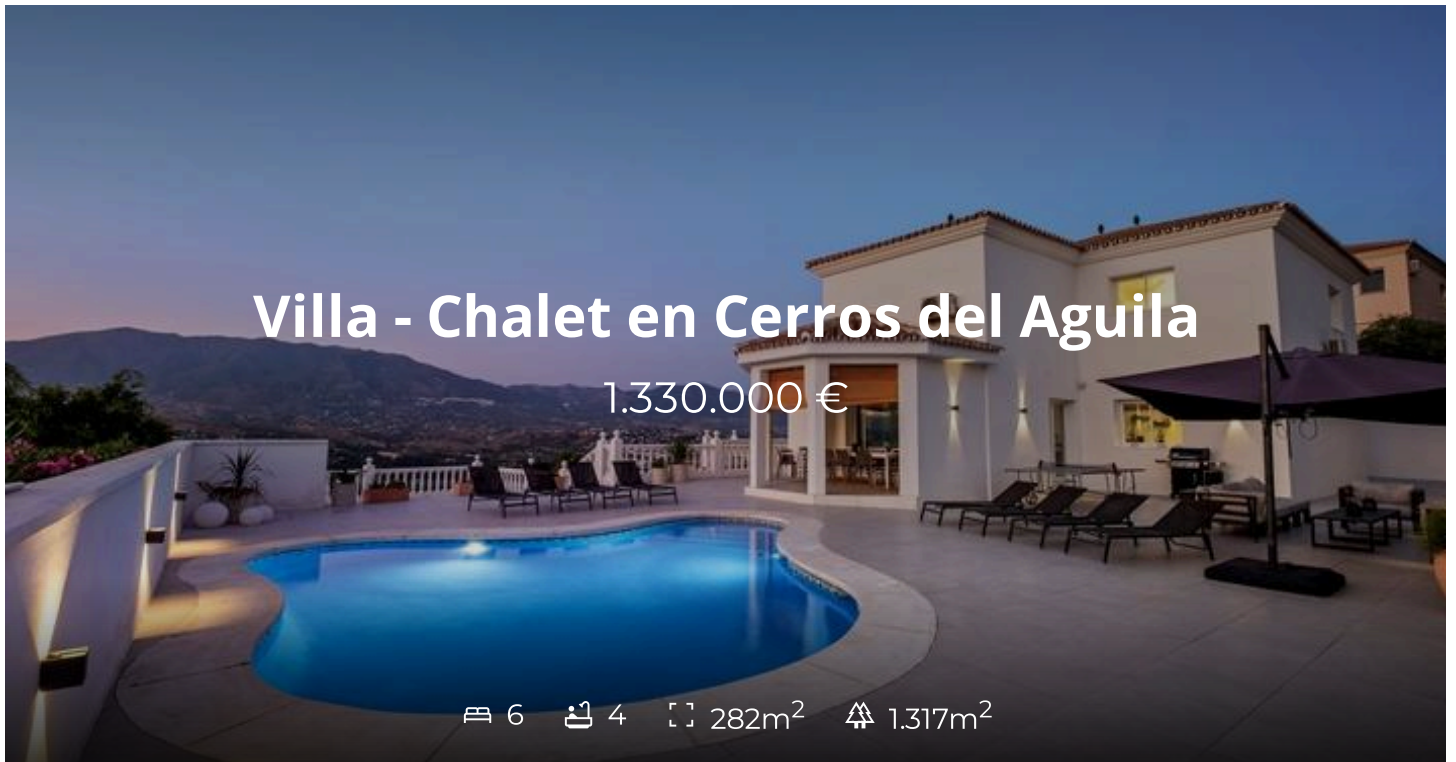 Villa - Chalet en Cerros del Aguila
1.330.000 €
6 4 282m² 1.317m²